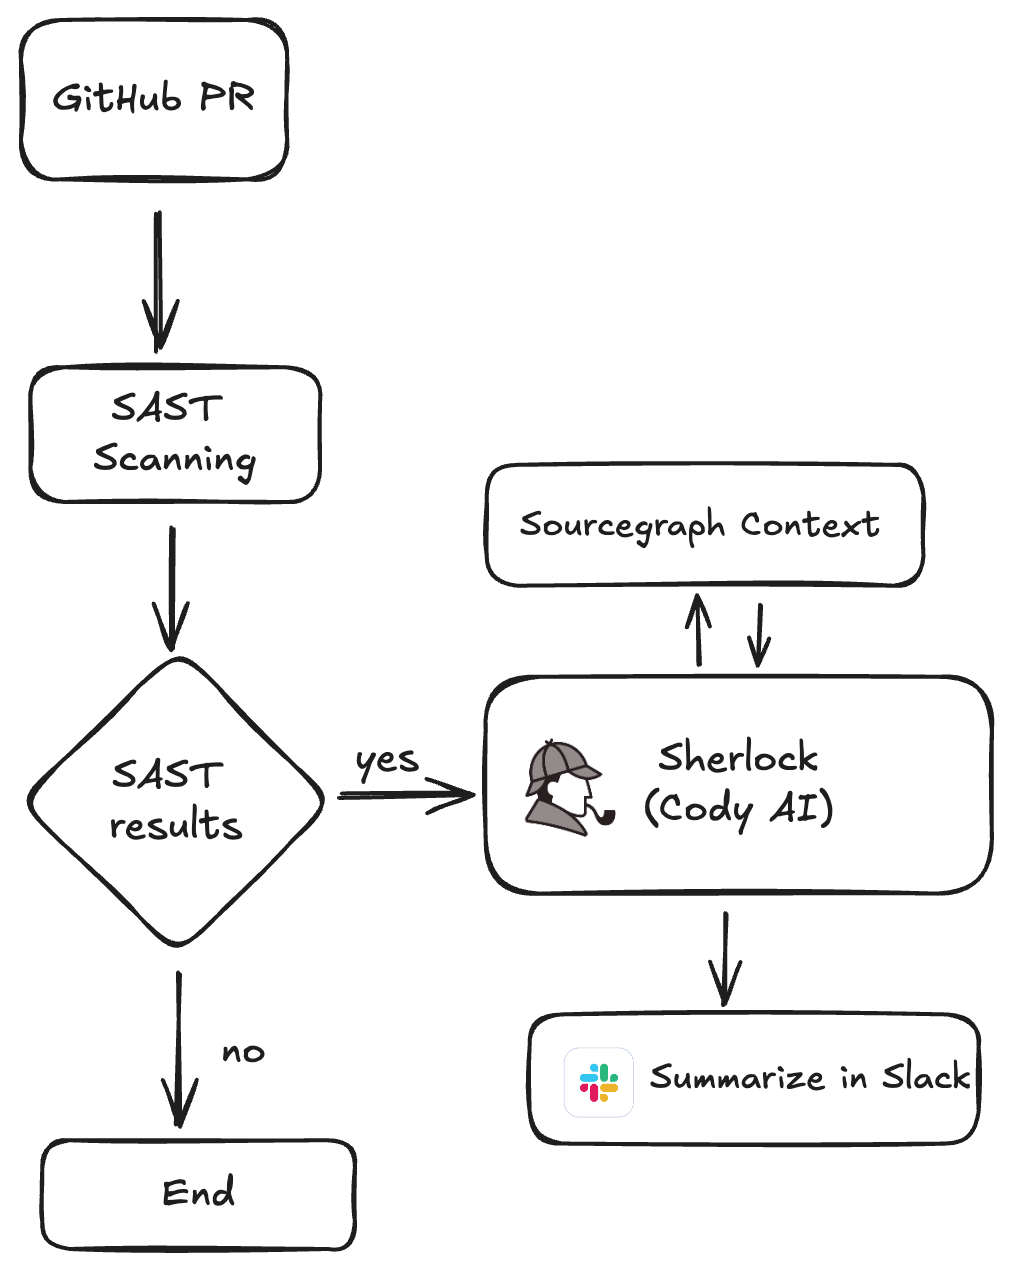 GitHub PR
SAST
Scanning
Sourcegraph Context
SAST
results
yes
Sherlock
(Cody AI)
no
Summarize in Slack
End